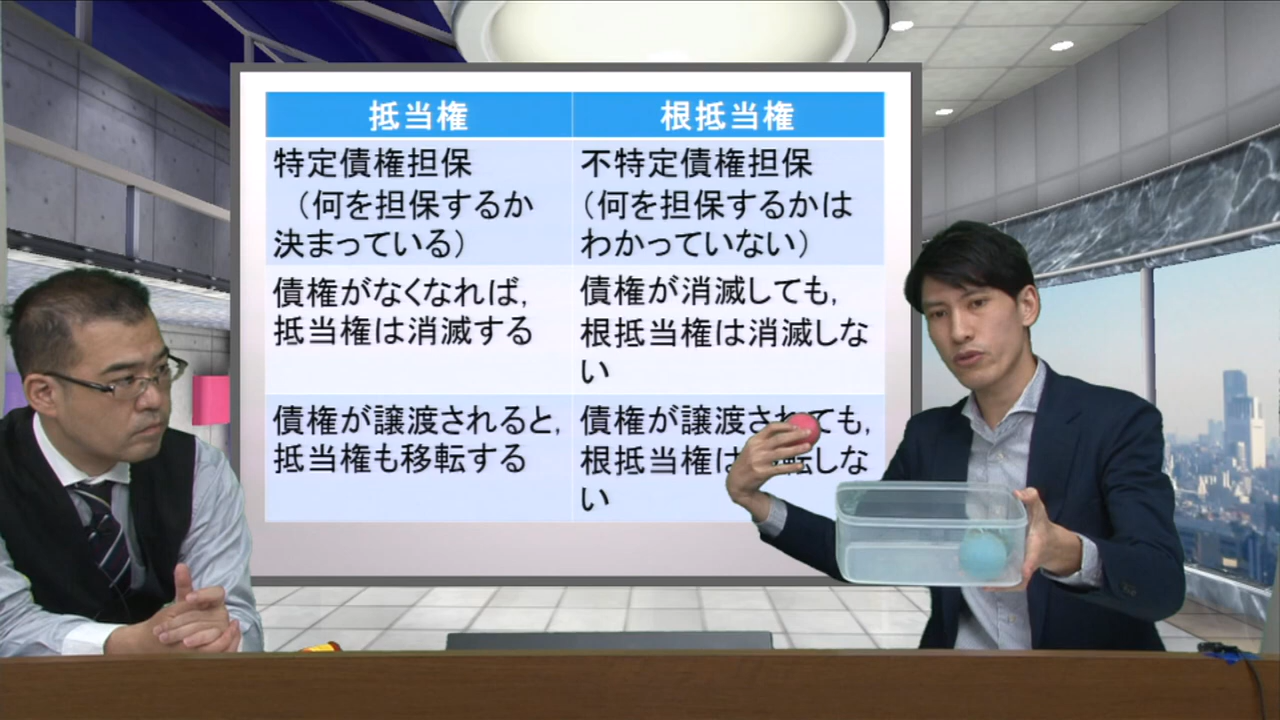 抵当権
根抵当権
特定債権担保
（何を担保するか
決まっている）
不特定債権担保
（何を担保するかは
わかっていない）
債権がなくなれば，
抵当権は消滅する
債権が消滅しても，
根抵当権は消滅しな
い
債権が譲渡されると，
抵当権も移転する
債権が譲渡されても，
根抵当権は移転しな
い